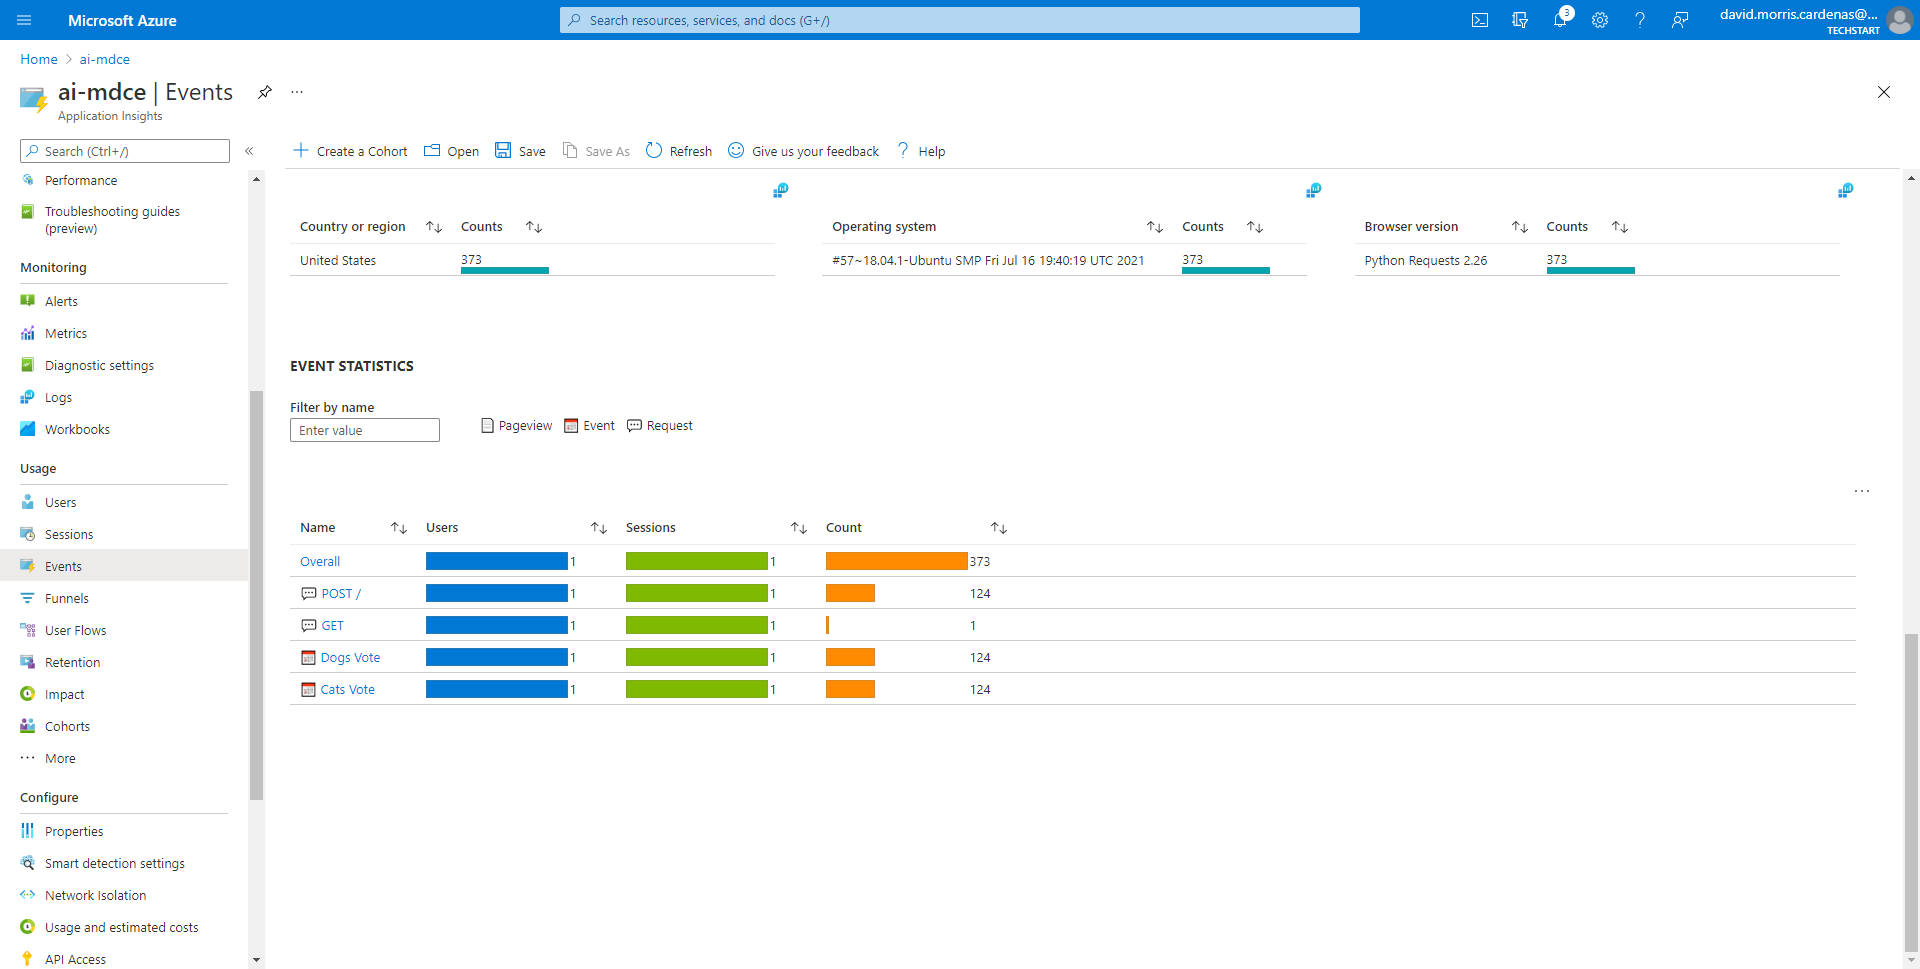 Microsoft Azure
Search resources, services, and docs (G+/)
3
david.morris.cardenas@...
TECHSTART
Home > ai-mdce
ai-mdce | Events
...
Application Insights
Search (Ctrl+/)
«
Create a Cohort
Open
Save
Save As
Refresh
Give us your feedback
? Help
Performance
Troubleshooting guides
(preview)
Monitoring
Alerts
Metrics
Diagnostic settings
Logs
Workbooks
Usage
Users
Sessions
Events
Funnels
User Flows
Retention
Impact
Cohorts
... More
Configure
Properties
Smart detection settings
Network Isolation
Usage and estimated costs
API Access
Country or region Counts
United States 373
Operating system Counts
#57~18.04.1-Ubuntu SMP Fri Jul 16 19:40:19 UTC 2021 373
Browser version Counts
Python Requests 2.26 373
EVENT STATISTICS
Filter by name
Enter value
Pageview Event Request
...
Name Users Sessions Count
Overall 1 1 373
POST / 1 1 124
GET 1 1 1
Dogs Vote 1 1 124
Cats Vote 1 1 124